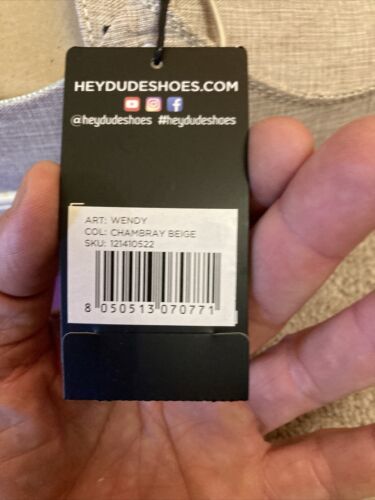 HEYDUDESHOES.COM
@heydudeshoes #heydudeshoes
ART: WENDY
COL: CHAMBRAY BEIGE
SKU: 121410522
8 050513 070771